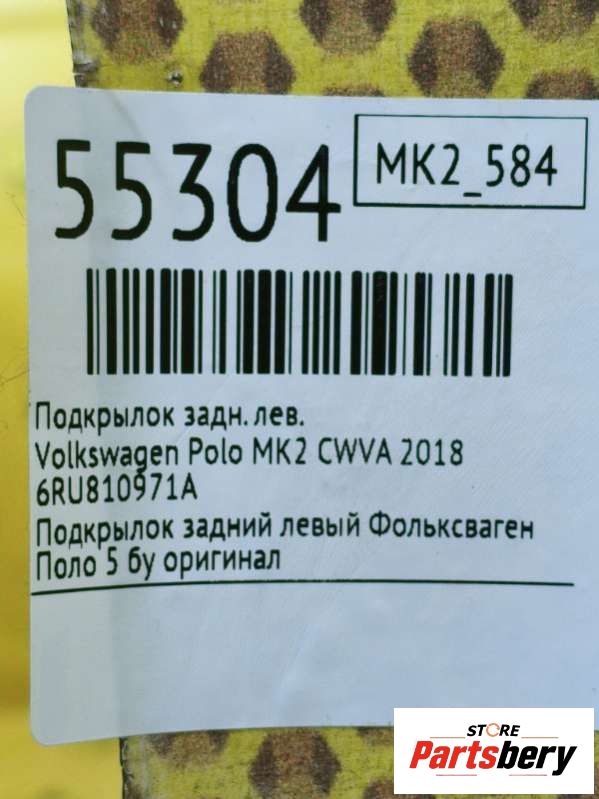 55304
MK2_584
Подкрылок задн. лев.
Volkswagen Polo MK2 CWVA 2018
6RU810971A
Подкрылок задний левый Фольксваген
Поло 5 бу оригинал
STORE
Partsbery